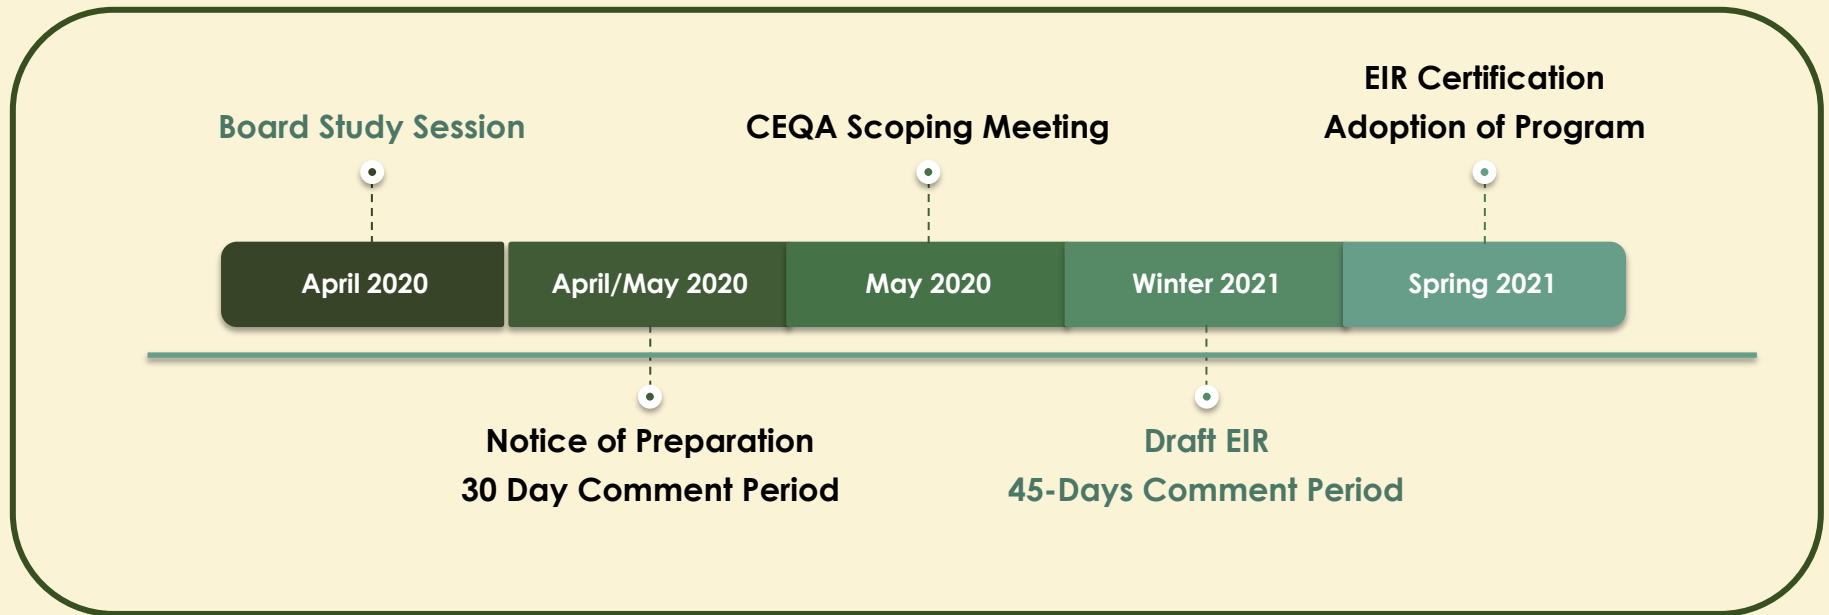 EIR Certification
Board Study Session
CEQA Scoping Meeting
Adoption of Program
April 2020
April/May 2020
May 2020
Winter 2021
Spring 2021
Notice of Preparation
30 Day Comment Period
Draft EIR
45-Days Comment Period